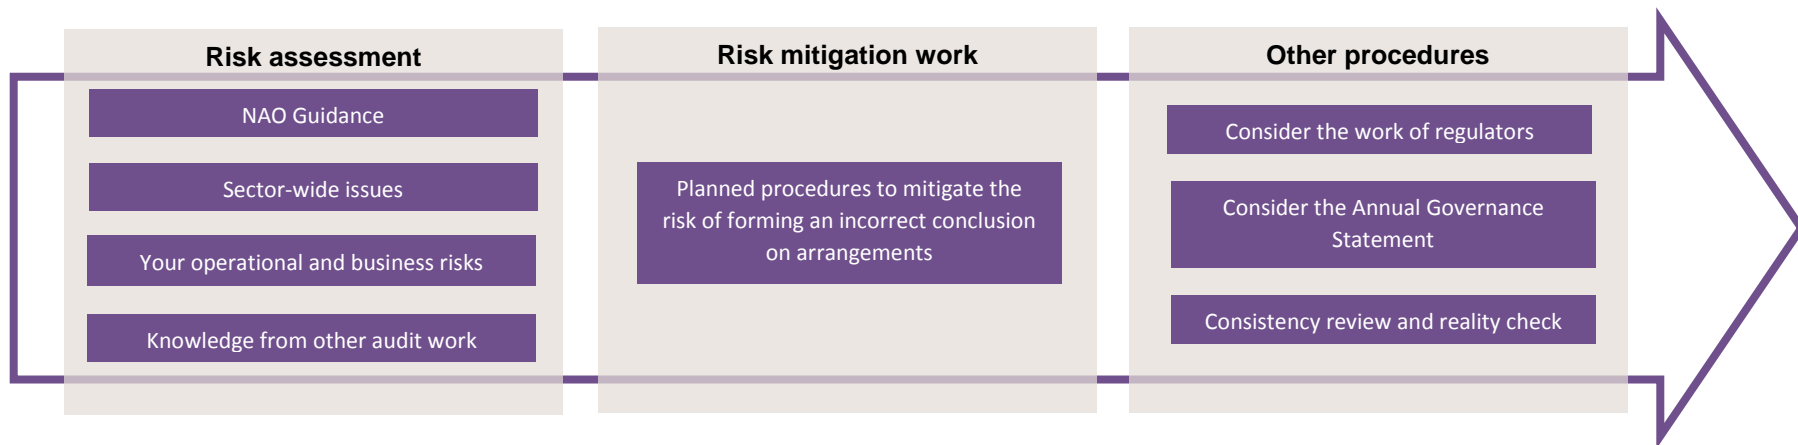 Risk assessment
NAO Guidance
Sector-wide issues
Your operational and business risks
Knowledge from other audit work
Risk mitigation work
Planned procedures to mitigate the
risk of forming an incorrect conclusion
on arrangements
Other procedures
Consider the work of regulators
Consider the Annual Governance
Statement
Consistency review and reality check